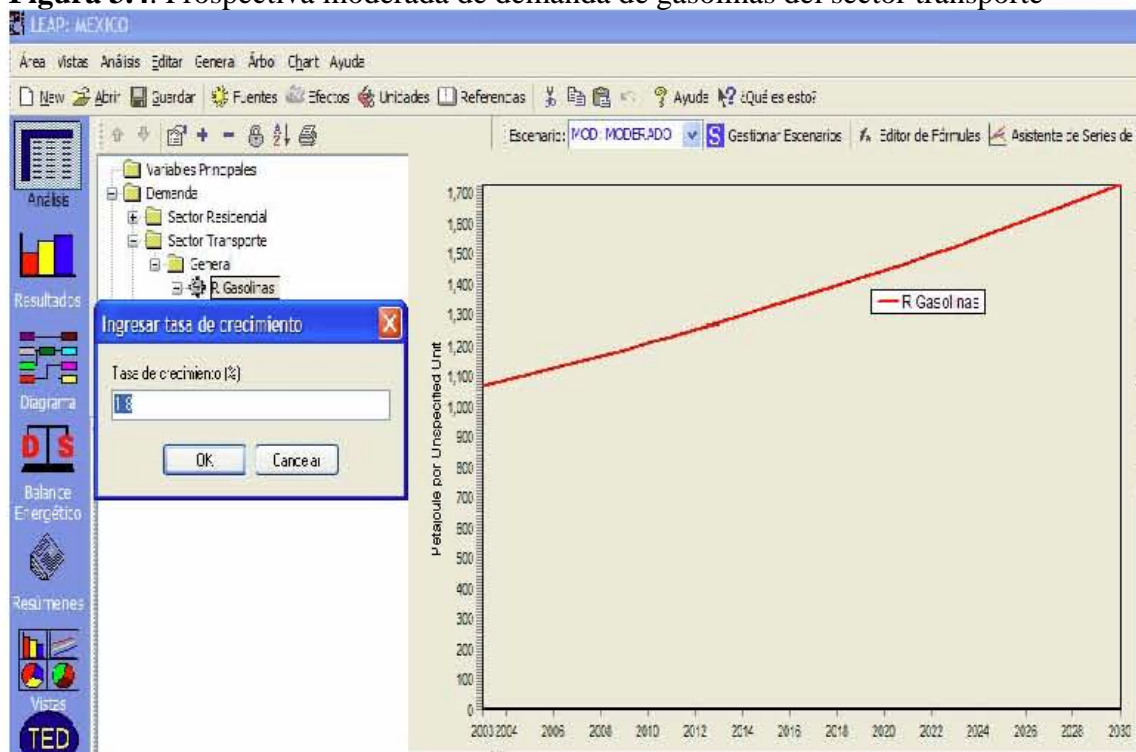 Figura 3.4. Prospectiva moderada de demanda de gasolinas del sector transporte
LEAP: MEXICO
Área Vistas Análisis Editar Genera Árbo Chart Ayuda
New Abrir Guardar Fuentes Efectos Unidades Referencias Ayuda ¿Qué es esto?
Escenario: MOD: MODERADO S Gestionar Escenarios Editor de Fórmules Asistente de Series de
Análisis
Resultados
Diagrama
Balance
Energético
Resúmenes
Vistas
TED
Variables Principales
Demanda
Sector Residencial
Sector Transporte
Genera
R Gasolinas
Ingresar tasa de crecimiento
Tasa de crecimiento (%)
1.8
OK
Cancelar
Petajoule por Unspecified Unit
1,700
1,600
1,500
1,400
1,300
1,200
1,100
1,000
900
800
700
600
500
400
300
200
100
0
R Gasolinas
2003 2004 2006 2008 2010 2012 2014 2016 2018 2020 2022 2024 2026 2028 2030